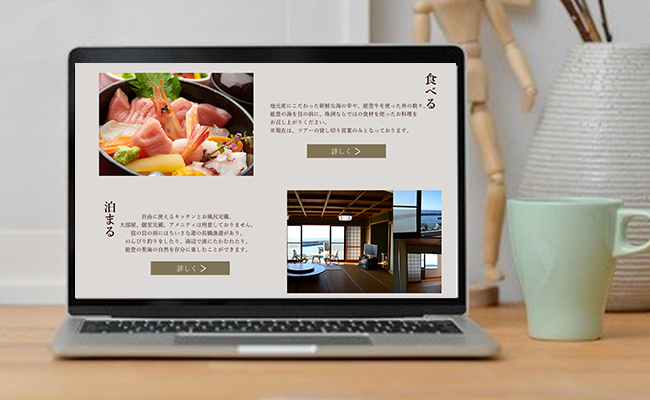 食べる
地元産にこだわった新鮮な海の幸や、能登牛を使った丼の数々。
能登の海を目の前に、珠洲ならではの食材を使ったお料理を
お召し上がりください。
※現在は、ツアーの貸し切り営業のみとなっております。
詳しく
泊まる
自由に使えるキッチンとお風呂完備。
大部屋、個室完備。アメニティは用意しておりません。
宿の目の前にはちいさな港の長橋漁港があり、
のんびり釣りをしたり、海辺で波にたわむれたり、
能登の里海の自然を存分に楽しむことができます。
詳しく